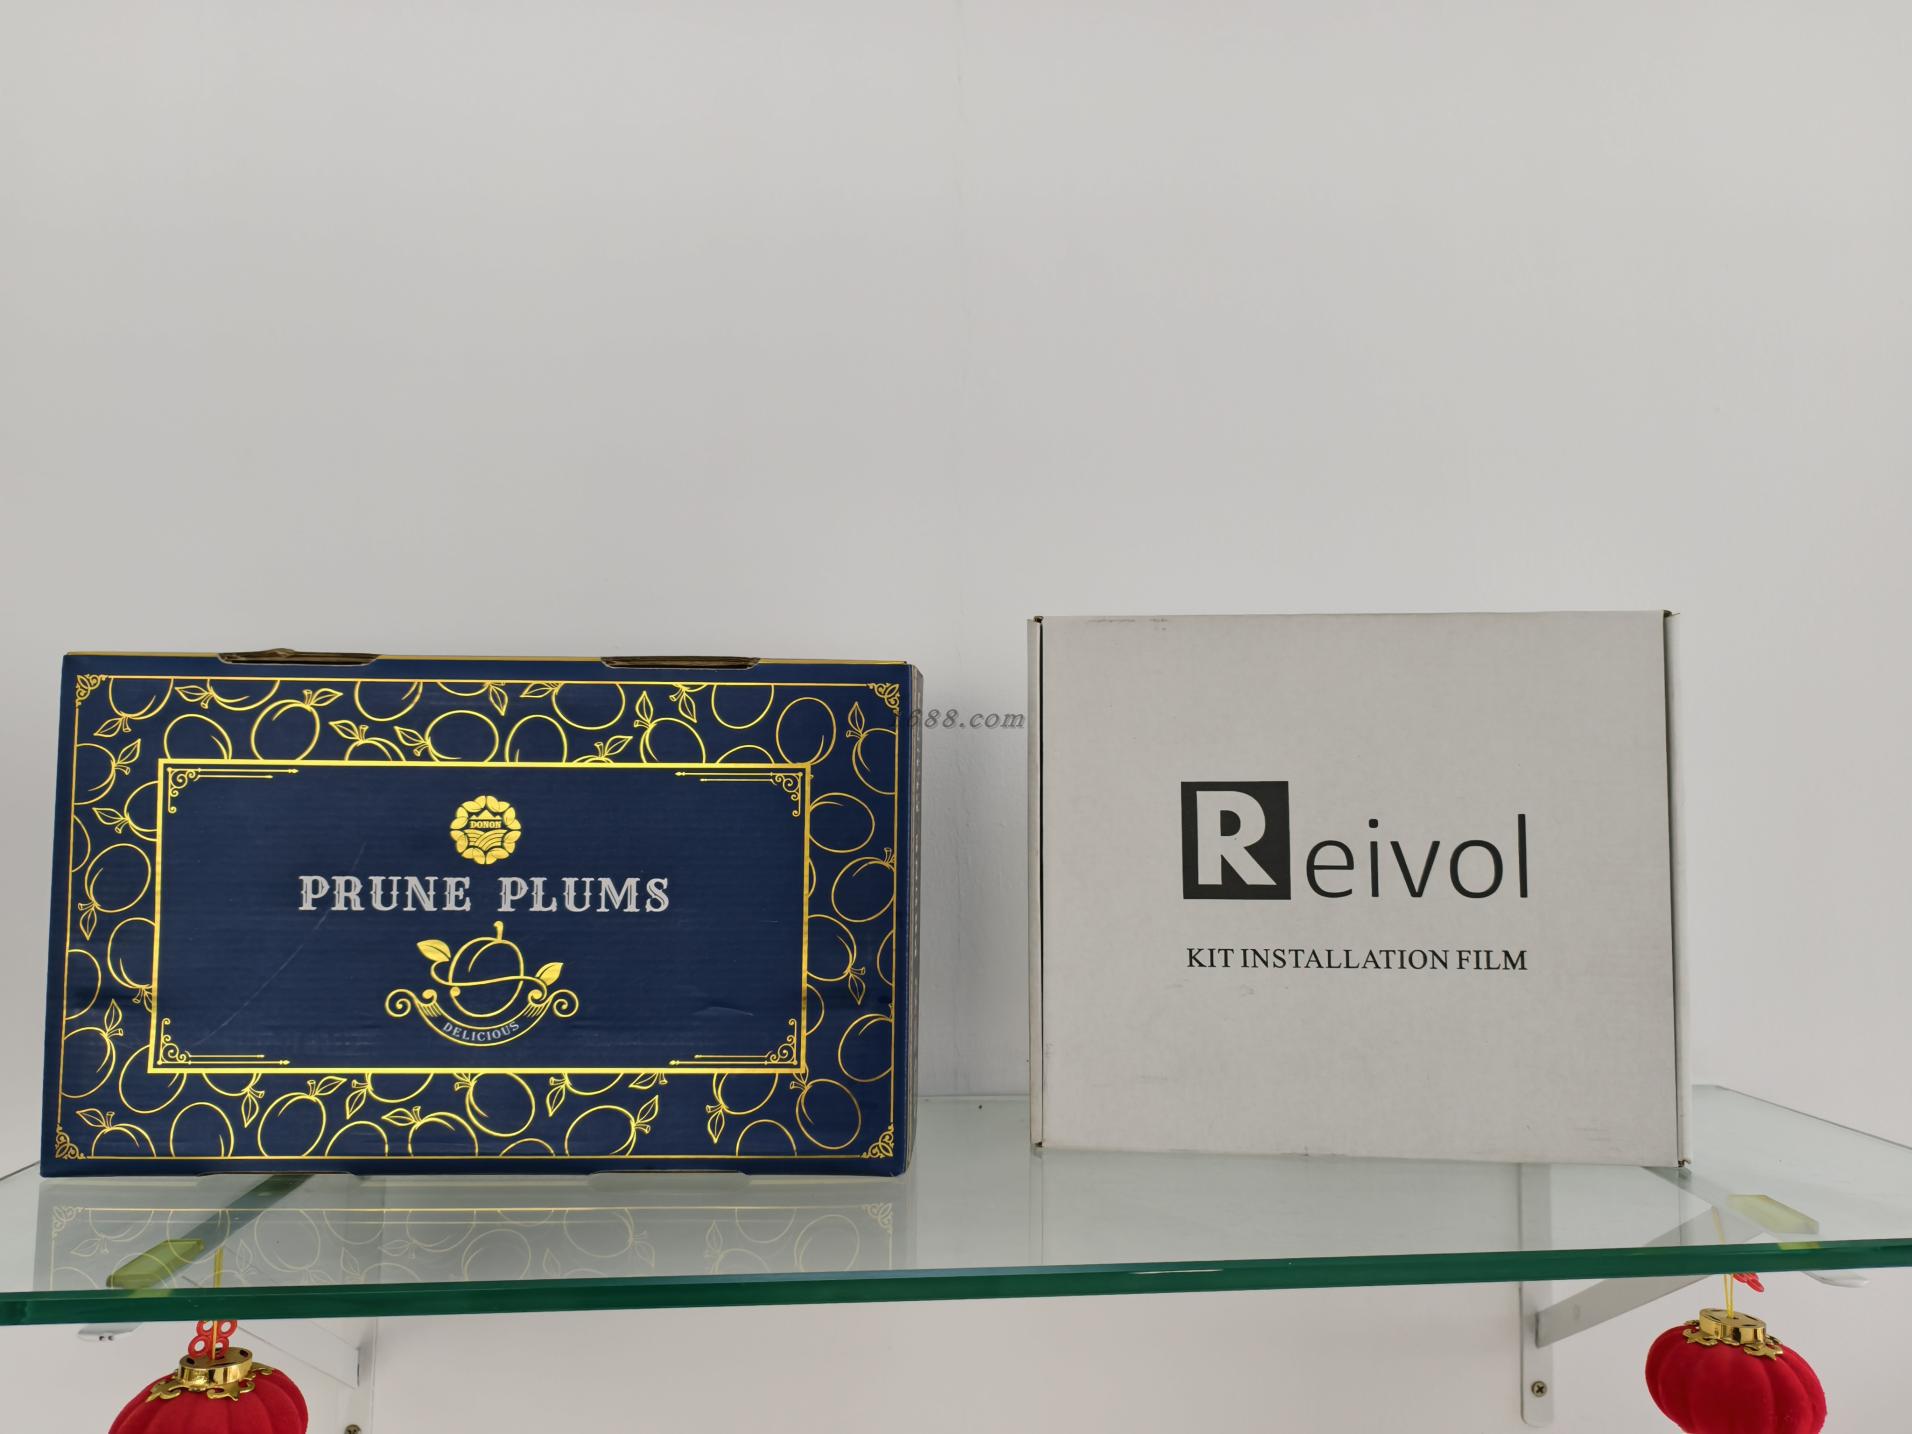 DONON
PRUNE PLUMS
DELICIOUS
Reivol
KIT INSTALLATION FILM
688.com